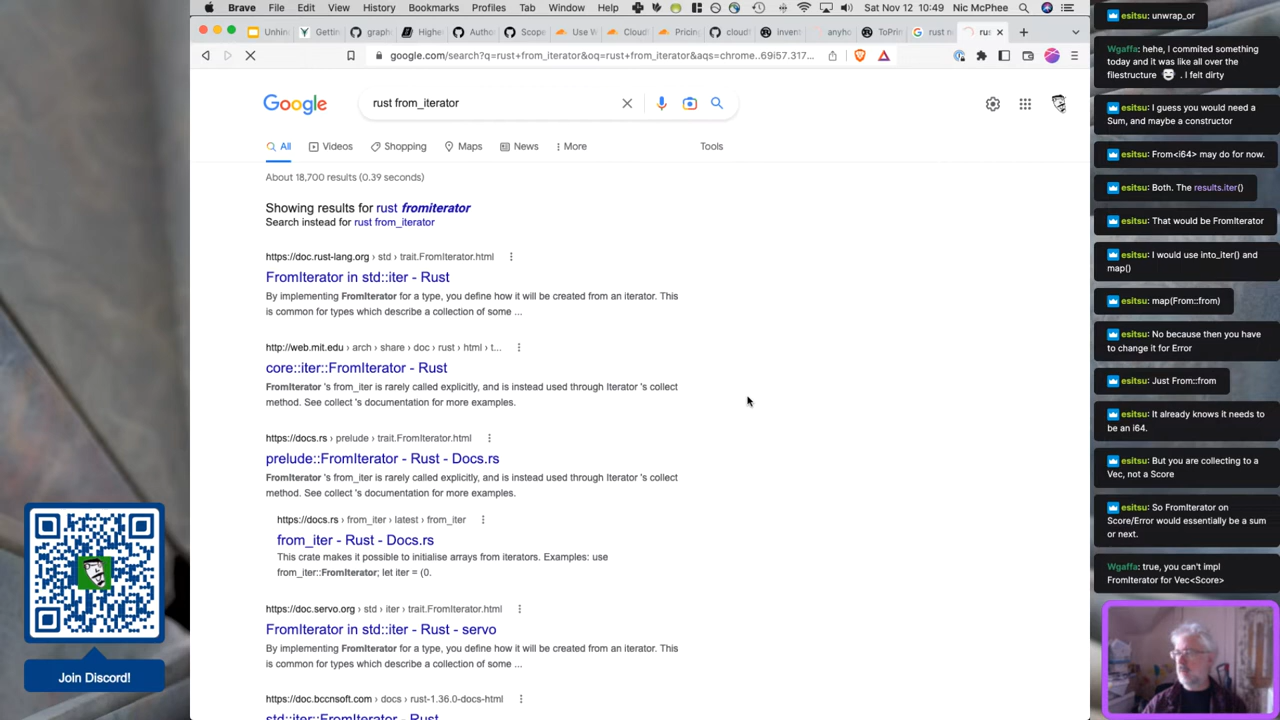 Brave File Edit View History Bookmarks Profiles Tab Window Help
Sat Nov 12 10:49 Nic McPhee
Unhin Getti graph Highe Scope Use V Cloud Pricing cloud inven anyho ToPrin rust n rus
google.com/search?q=rust+from_iterator&oq=rust+from_iterator&aqs=chrome..69i57.317...
Google
rust from_iterator
All Videos Shopping Maps News More Tools
About 18,700 results (0.39 seconds)
Showing results for rust fromiterator
Search instead for rust from_iterator
https://doc.rust-lang.org › std › trait.FromIterator.html
FromIterator in std::iter - Rust
By implementing FromIterator for a type, you define how it will be created from an iterator. This
is common for types which describe a collection of some ...
http://web.mit.edu › arch › share › doc › rust › html › t...
core::iter::FromIterator - Rust
FromIterator 's from_iter is rarely called explicitly, and is instead used through Iterator 's collect
method. See collect 's documentation for more examples.
https://docs.rs › prelude › trait.FromIterator.html
prelude::FromIterator - Rust - Docs.rs
FromIterator 's from_iter is rarely called explicitly, and is instead used through Iterator 's collect
method. See collect 's documentation for more examples.
https://docs.rs › from_iter › latest › from_iter
from_iter - Rust - Docs.rs
This crate makes it possible to initialise arrays from iterators. Examples: use
from_iter::FromIterator; let iter = (0.
https://doc.servo.org › std › iter › trait.FromIterator.html
FromIterator in std::iter - Rust - servo
By implementing FromIterator for a type, you define how it will be created from an iterator. This
is common for types which describe a collection of some ...
https://doc.bccnsoft.com › docs › rust-1.36.0-docs-html
std::iter::FromIterator - Rust
Join Discord!
esitsu: unwrap_or
Wgaffa: hehe, I commited something
today and it was like all over the
filestructure . I felt dirty
esitsu: I guess you would need a
Sum, and maybe a constructor
esitsu: From<i64> may do for now.
esitsu: Both. The results.iter()
esitsu: That would be FromIterator
esitsu: I would use into_iter() and
map()
esitsu: map(From::from)
esitsu: No because then you have
to change it for Error
esitsu: Just From::from
esitsu: It already knows it needs to
be an i64.
esitsu: But you are collecting to a
Vec, not a Score
esitsu: So FromIterator on
Score/Error would essentially be a sum
or next.
Wgaffa: true, you can't impl
FromIterator for Vec<Score>